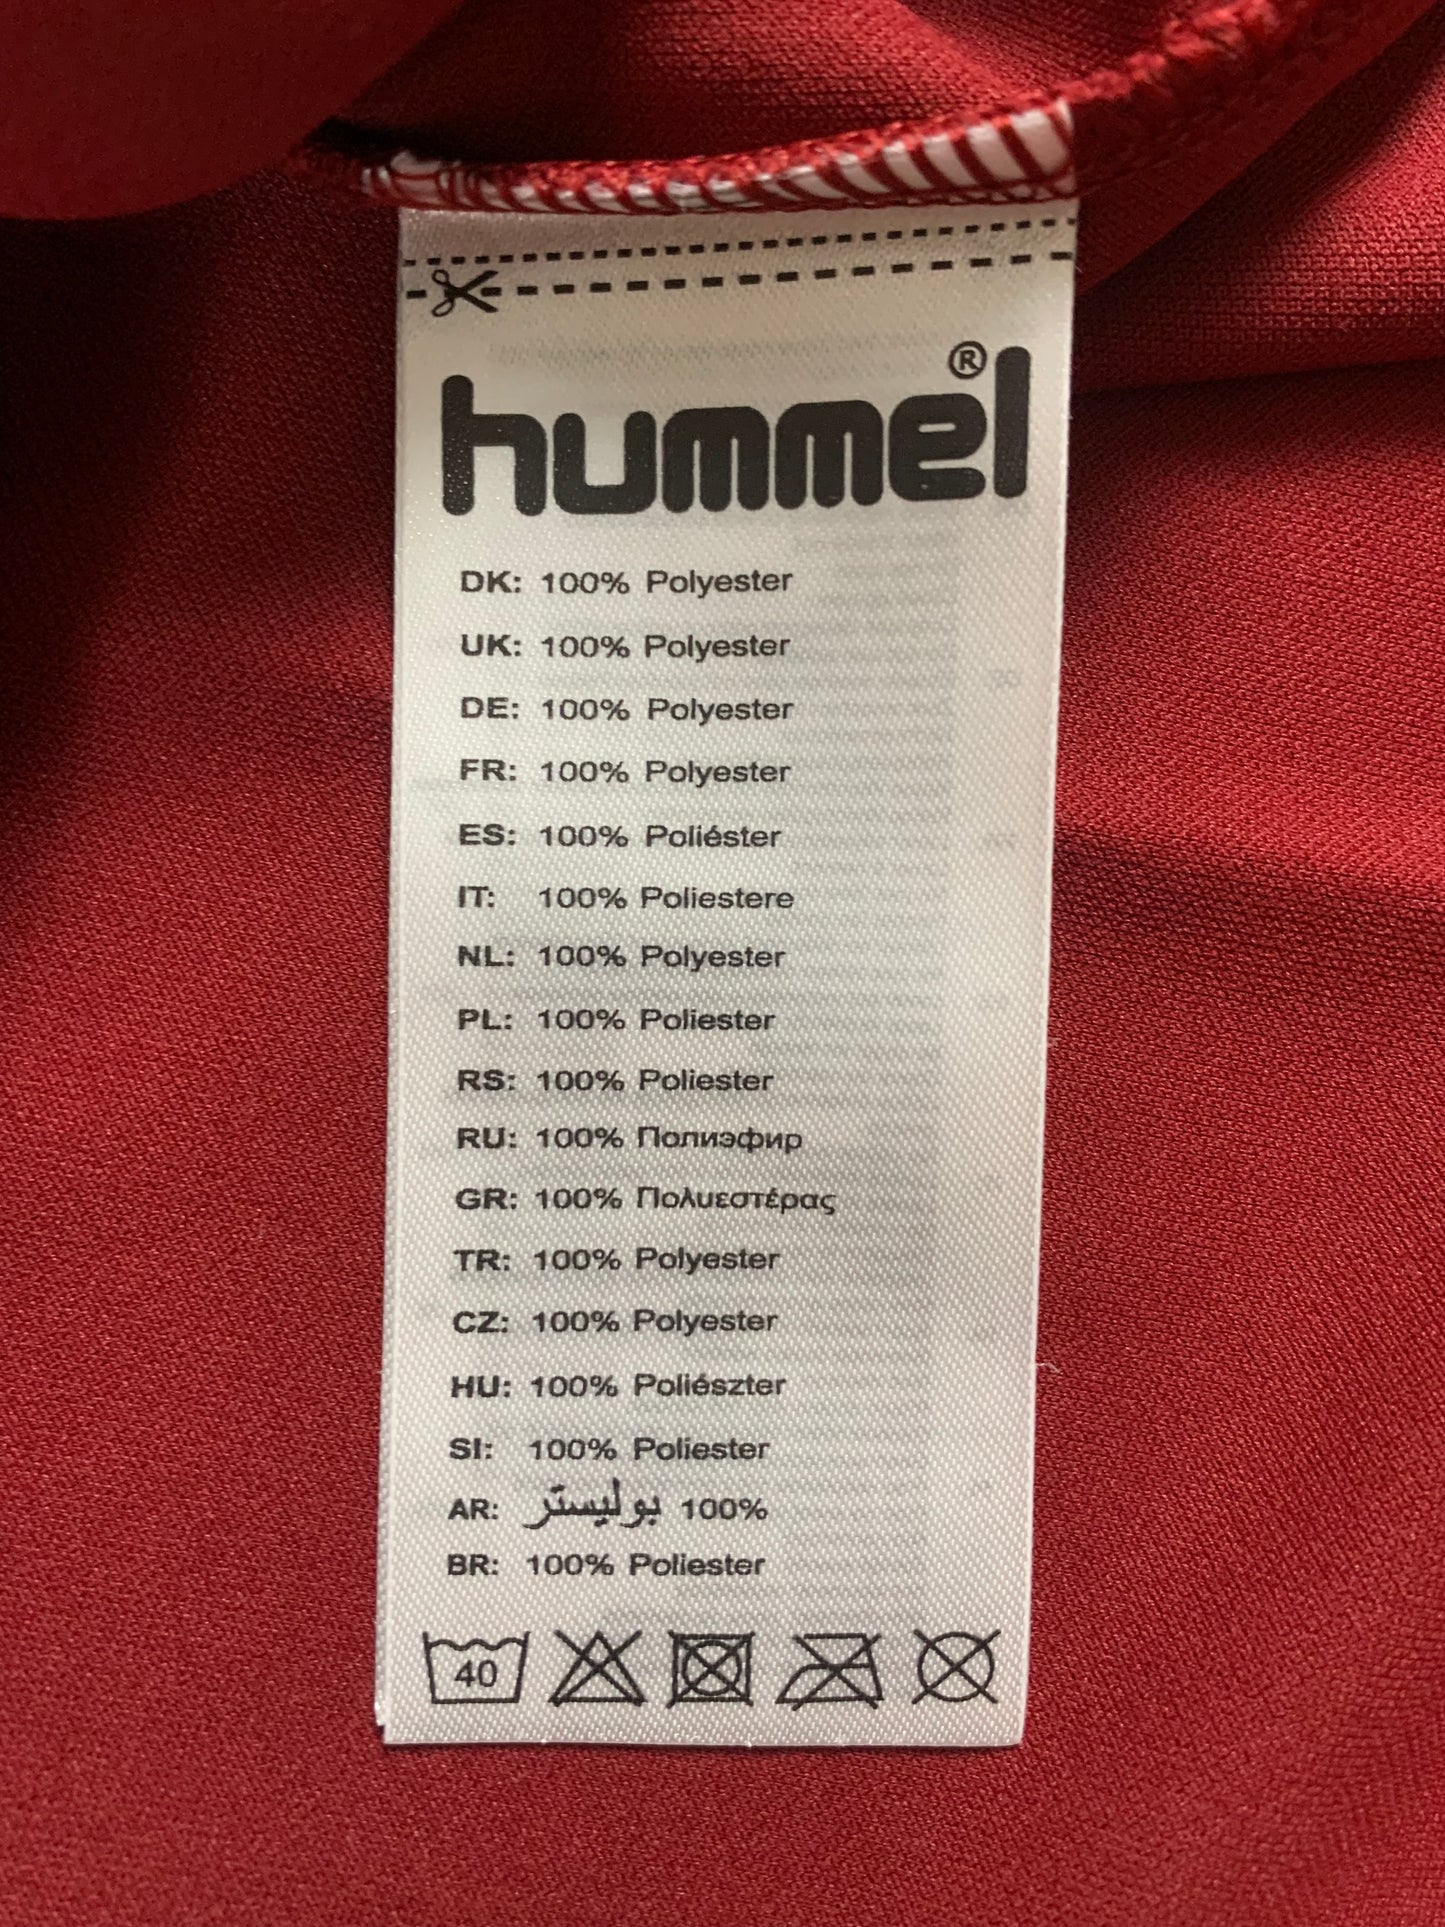 hummel®
DK: 100% Polyester
UK: 100% Polyester
DE: 100% Polyester
FR: 100% Polyester
ES: 100% Poliéster
IT: 100% Poliestere
NL: 100% Polyester
PL: 100% Poliester
RS: 100% Poliester
RU: 100% Полиэфир
GR: 100% Πολυεστέρας
TR: 100% Polyester
CZ: 100% Polyester
HU: 100% Poliészter
SI: 100% Poliester
AR: بوليستر 100%
BR: 100% Poliester
40